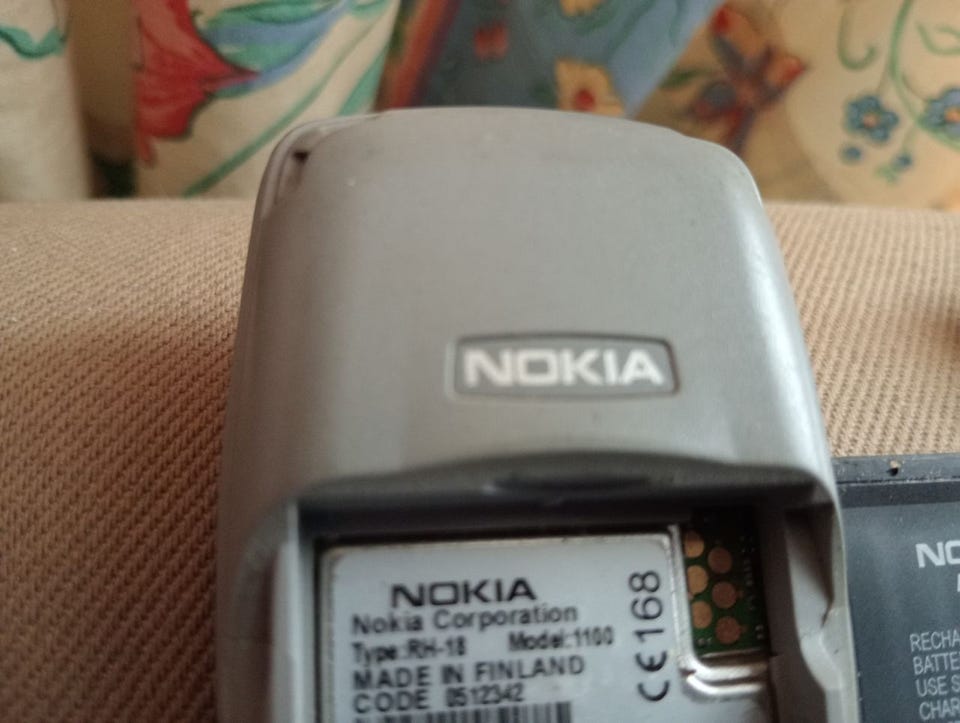 NOKIA
NOKIA
Nokia Corporation
Type:RH-18 Model:1100
MADE IN FINLAND
CODE 0512342
CE168
NO
RECHA
BATTE
USE S
CHAR